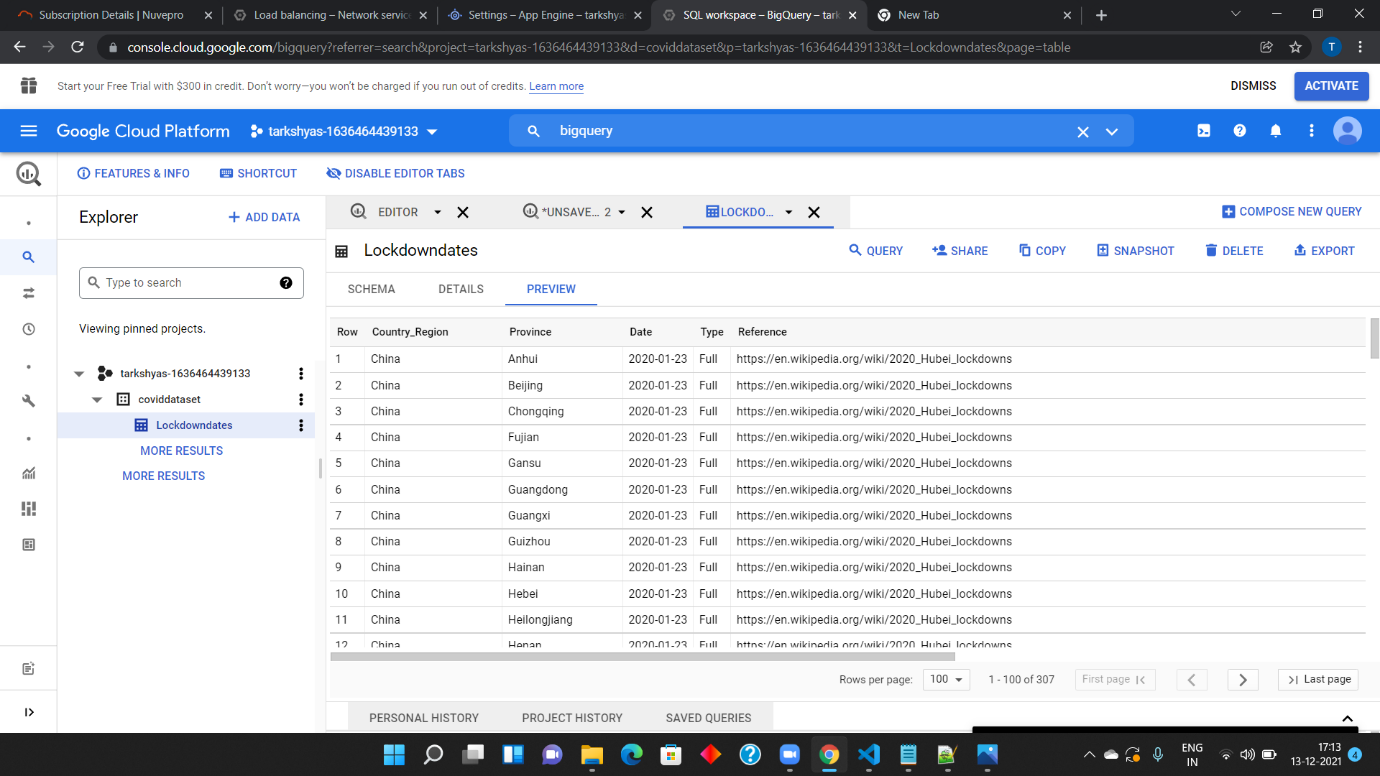 Subscription Details | Nuvepro
Load balancing – Network servic
Settings – App Engine – tarkshya
SQL workspace – BigQuery – tark
New Tab
console.cloud.google.com/bigquery?referrer=search&project=tarkshyas-1636464439133&d=coviddataset&p=tarkshyas-1636464439133&t=Lockdowndates&page=table
T
Start your Free Trial with $300 in credit. Don't worry—you won't be charged if you run out of credits. Learn more
DISMISS
ACTIVATE
Google Cloud Platform
tarkshyas-1636464439133
bigquery
FEATURES & INFO
SHORTCUT
DISABLE EDITOR TABS
Explorer
+ ADD DATA
EDITOR
*UNSAVE... 2
LOCKDO...
COMPOSE NEW QUERY
Lockdowndates
QUERY
SHARE
COPY
SNAPSHOT
DELETE
EXPORT
Type to search
SCHEMA
DETAILS
PREVIEW
Viewing pinned projects.
tarkshyas-1636464439133
coviddataset
Lockdowndates
MORE RESULTS
MORE RESULTS
Row Country_Region Province Date Type Reference
1 China Anhui 2020-01-23 Full https://en.wikipedia.org/wiki/2020_Hubei_lockdowns
2 China Beijing 2020-01-23 Full https://en.wikipedia.org/wiki/2020_Hubei_lockdowns
3 China Chongqing 2020-01-23 Full https://en.wikipedia.org/wiki/2020_Hubei_lockdowns
4 China Fujian 2020-01-23 Full https://en.wikipedia.org/wiki/2020_Hubei_lockdowns
5 China Gansu 2020-01-23 Full https://en.wikipedia.org/wiki/2020_Hubei_lockdowns
6 China Guangdong 2020-01-23 Full https://en.wikipedia.org/wiki/2020_Hubei_lockdowns
7 China Guangxi 2020-01-23 Full https://en.wikipedia.org/wiki/2020_Hubei_lockdowns
8 China Guizhou 2020-01-23 Full https://en.wikipedia.org/wiki/2020_Hubei_lockdowns
9 China Hainan 2020-01-23 Full https://en.wikipedia.org/wiki/2020_Hubei_lockdowns
10 China Hebei 2020-01-23 Full https://en.wikipedia.org/wiki/2020_Hubei_lockdowns
11 China Heilongjiang 2020-01-23 Full https://en.wikipedia.org/wiki/2020_Hubei_lockdowns
12 China Henan 2020-01-23 Full https://en.wikipedia.org/wiki/2020_Hubei_lockdowns
Rows per page: 100
1 - 100 of 307
First page
Last page
PERSONAL HISTORY
PROJECT HISTORY
SAVED QUERIES
ENG
IN
17:13
13-12-2021
4